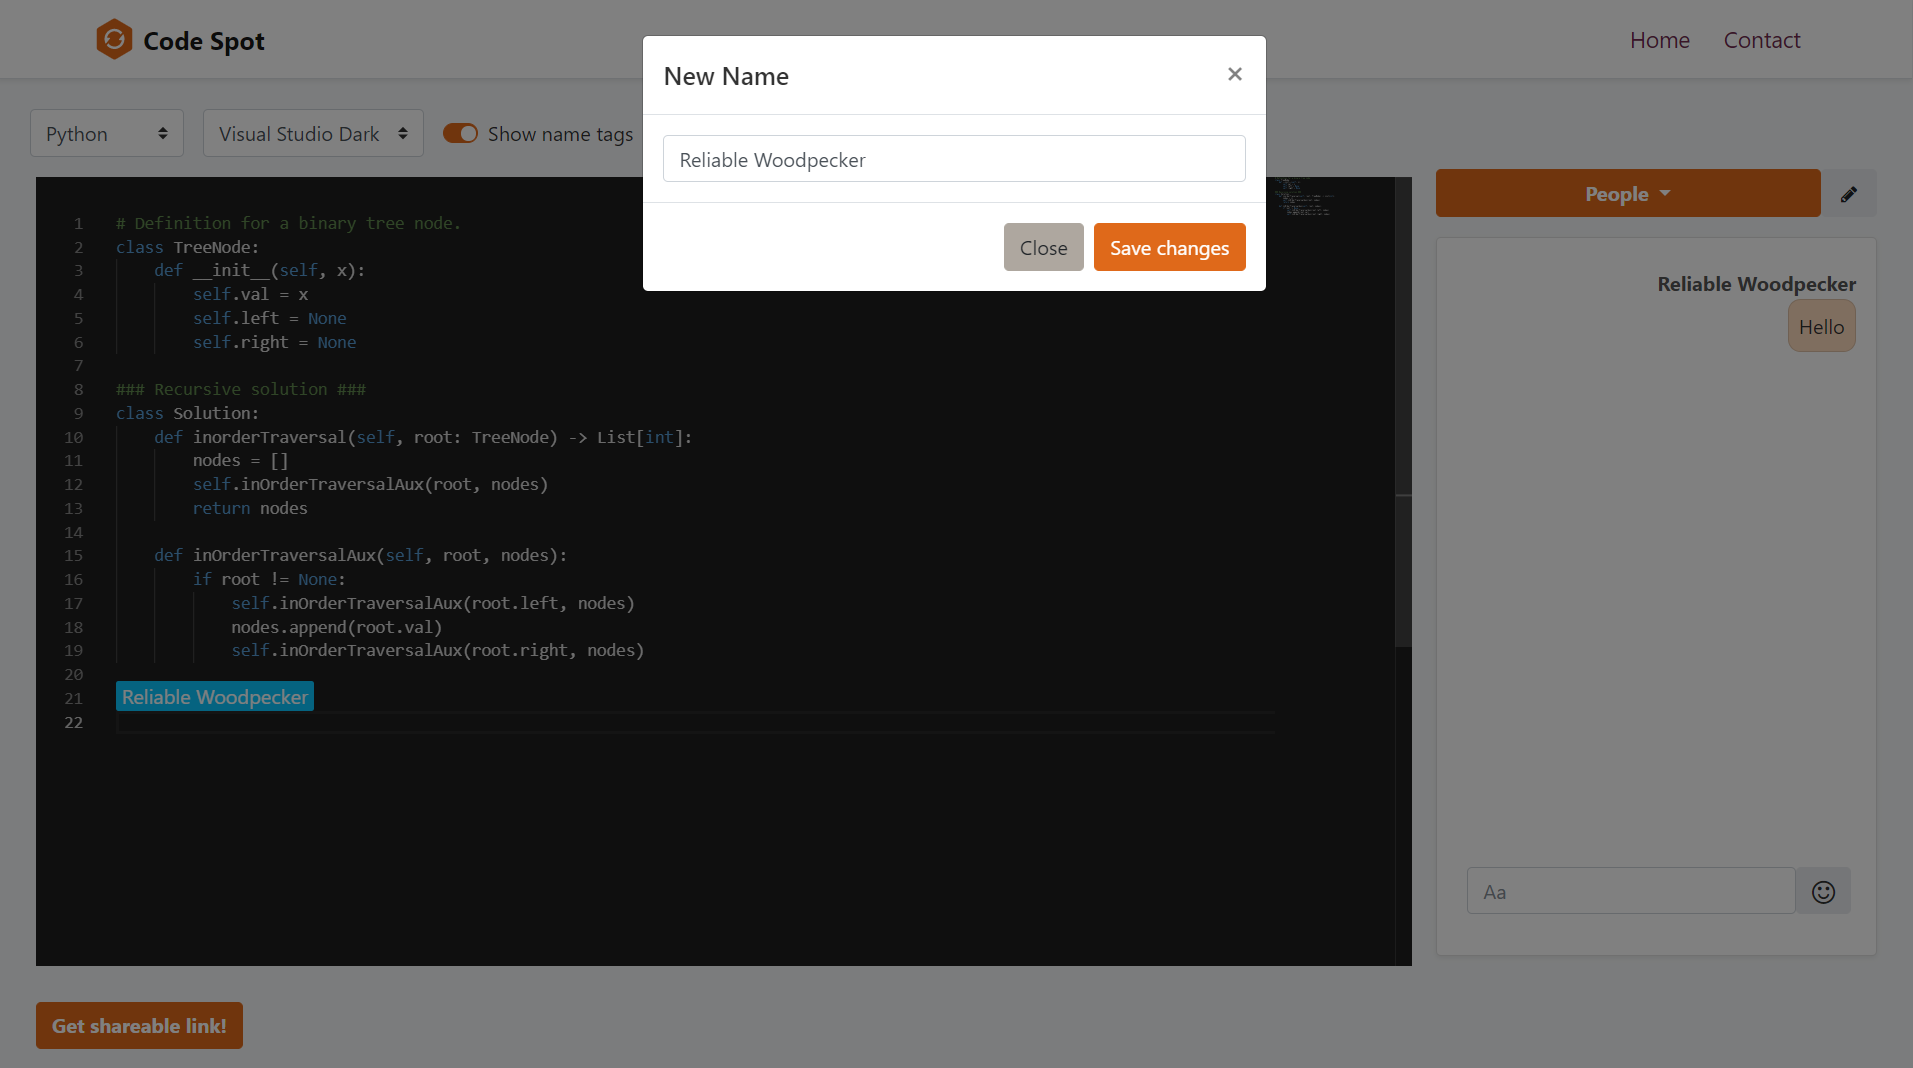 Code Spot
Home
Contact
New Name
×
Reliable Woodpecker
Close
Save changes
Python
Visual Studio Dark
Show name tags
People
1 # Definition for a binary tree node.
2 class TreeNode:
3     def __init__(self, x):
4         self.val = x
5         self.left = None
6         self.right = None
7
8 ### Recursive solution ###
9 class Solution:
10     def inorderTraversal(self, root: TreeNode) -> List[int]:
11         nodes = []
12         self.inOrderTraversalAux(root, nodes)
13         return nodes
14
15     def inOrderTraversalAux(self, root, nodes):
16         if root != None:
17             self.inOrderTraversalAux(root.left, nodes)
18             nodes.append(root.val)
19             self.inOrderTraversalAux(root.right, nodes)
20
21 Reliable Woodpecker
22
Reliable Woodpecker
Hello
Aa
Get shareable link!